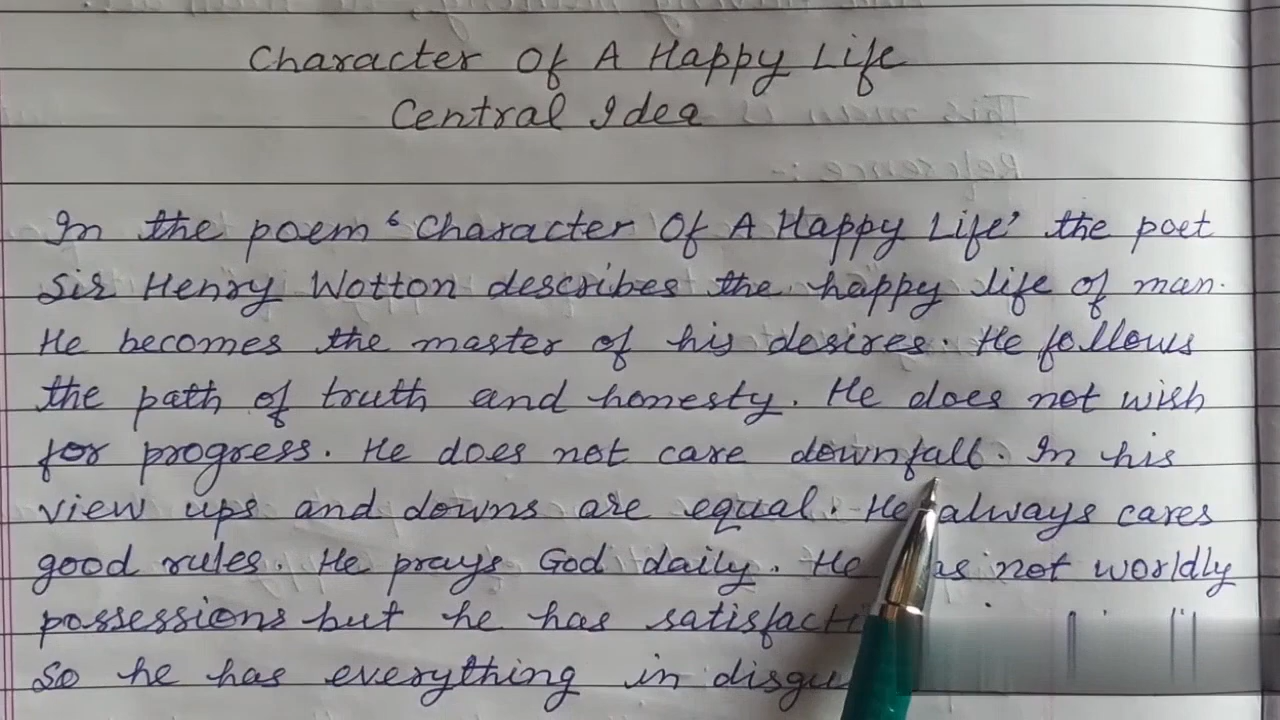 Character Of A Happy Life
Central Idea
In the poem 'Character Of A Happy Life' the poet
Sir Henry Wotton describes the happy life of man.
He becomes the master of his desires. He follows
the path of truth and honesty. He does not wish
for progress. He does not care downfall. In his
view ups and downs are equal. He always cares
good rules. He prays God daily. He not worldly
possessions but he has
So he has everything in